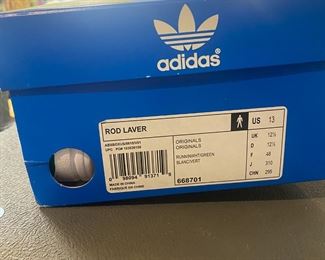 adidas
ROD LAVER
US 13
UK 12½
D 12½
F 48
J 310
CHN 295
ORIGINALS
ORIGINALS
RUNWHT/GREEN
BLANC/VERT
668701
MADE IN CHINA
FABRIQUE EN CHINE